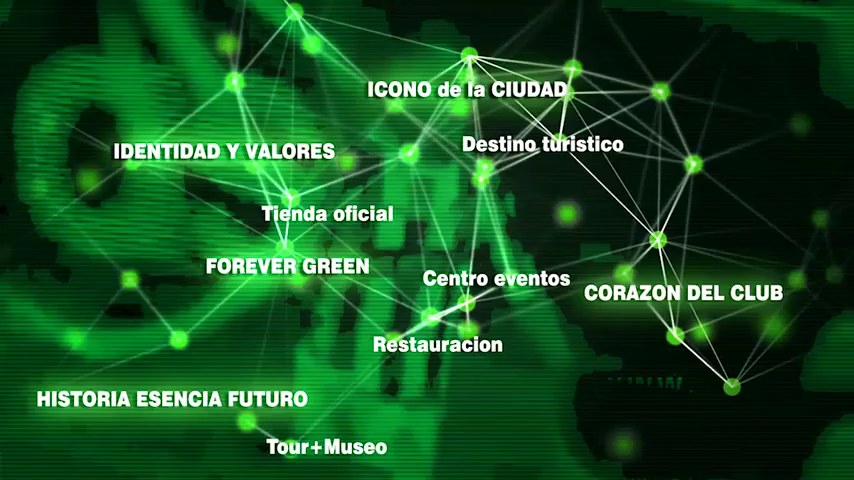 ICONO de la CIUDAD
Destino turistico
IDENTIDAD Y VALORES
Tienda oficial
FOREVER GREEN
Centro eventos
CORAZON DEL CLUB
Restauracion
HISTORIA ESENCIA FUTURO
Tour+Museo